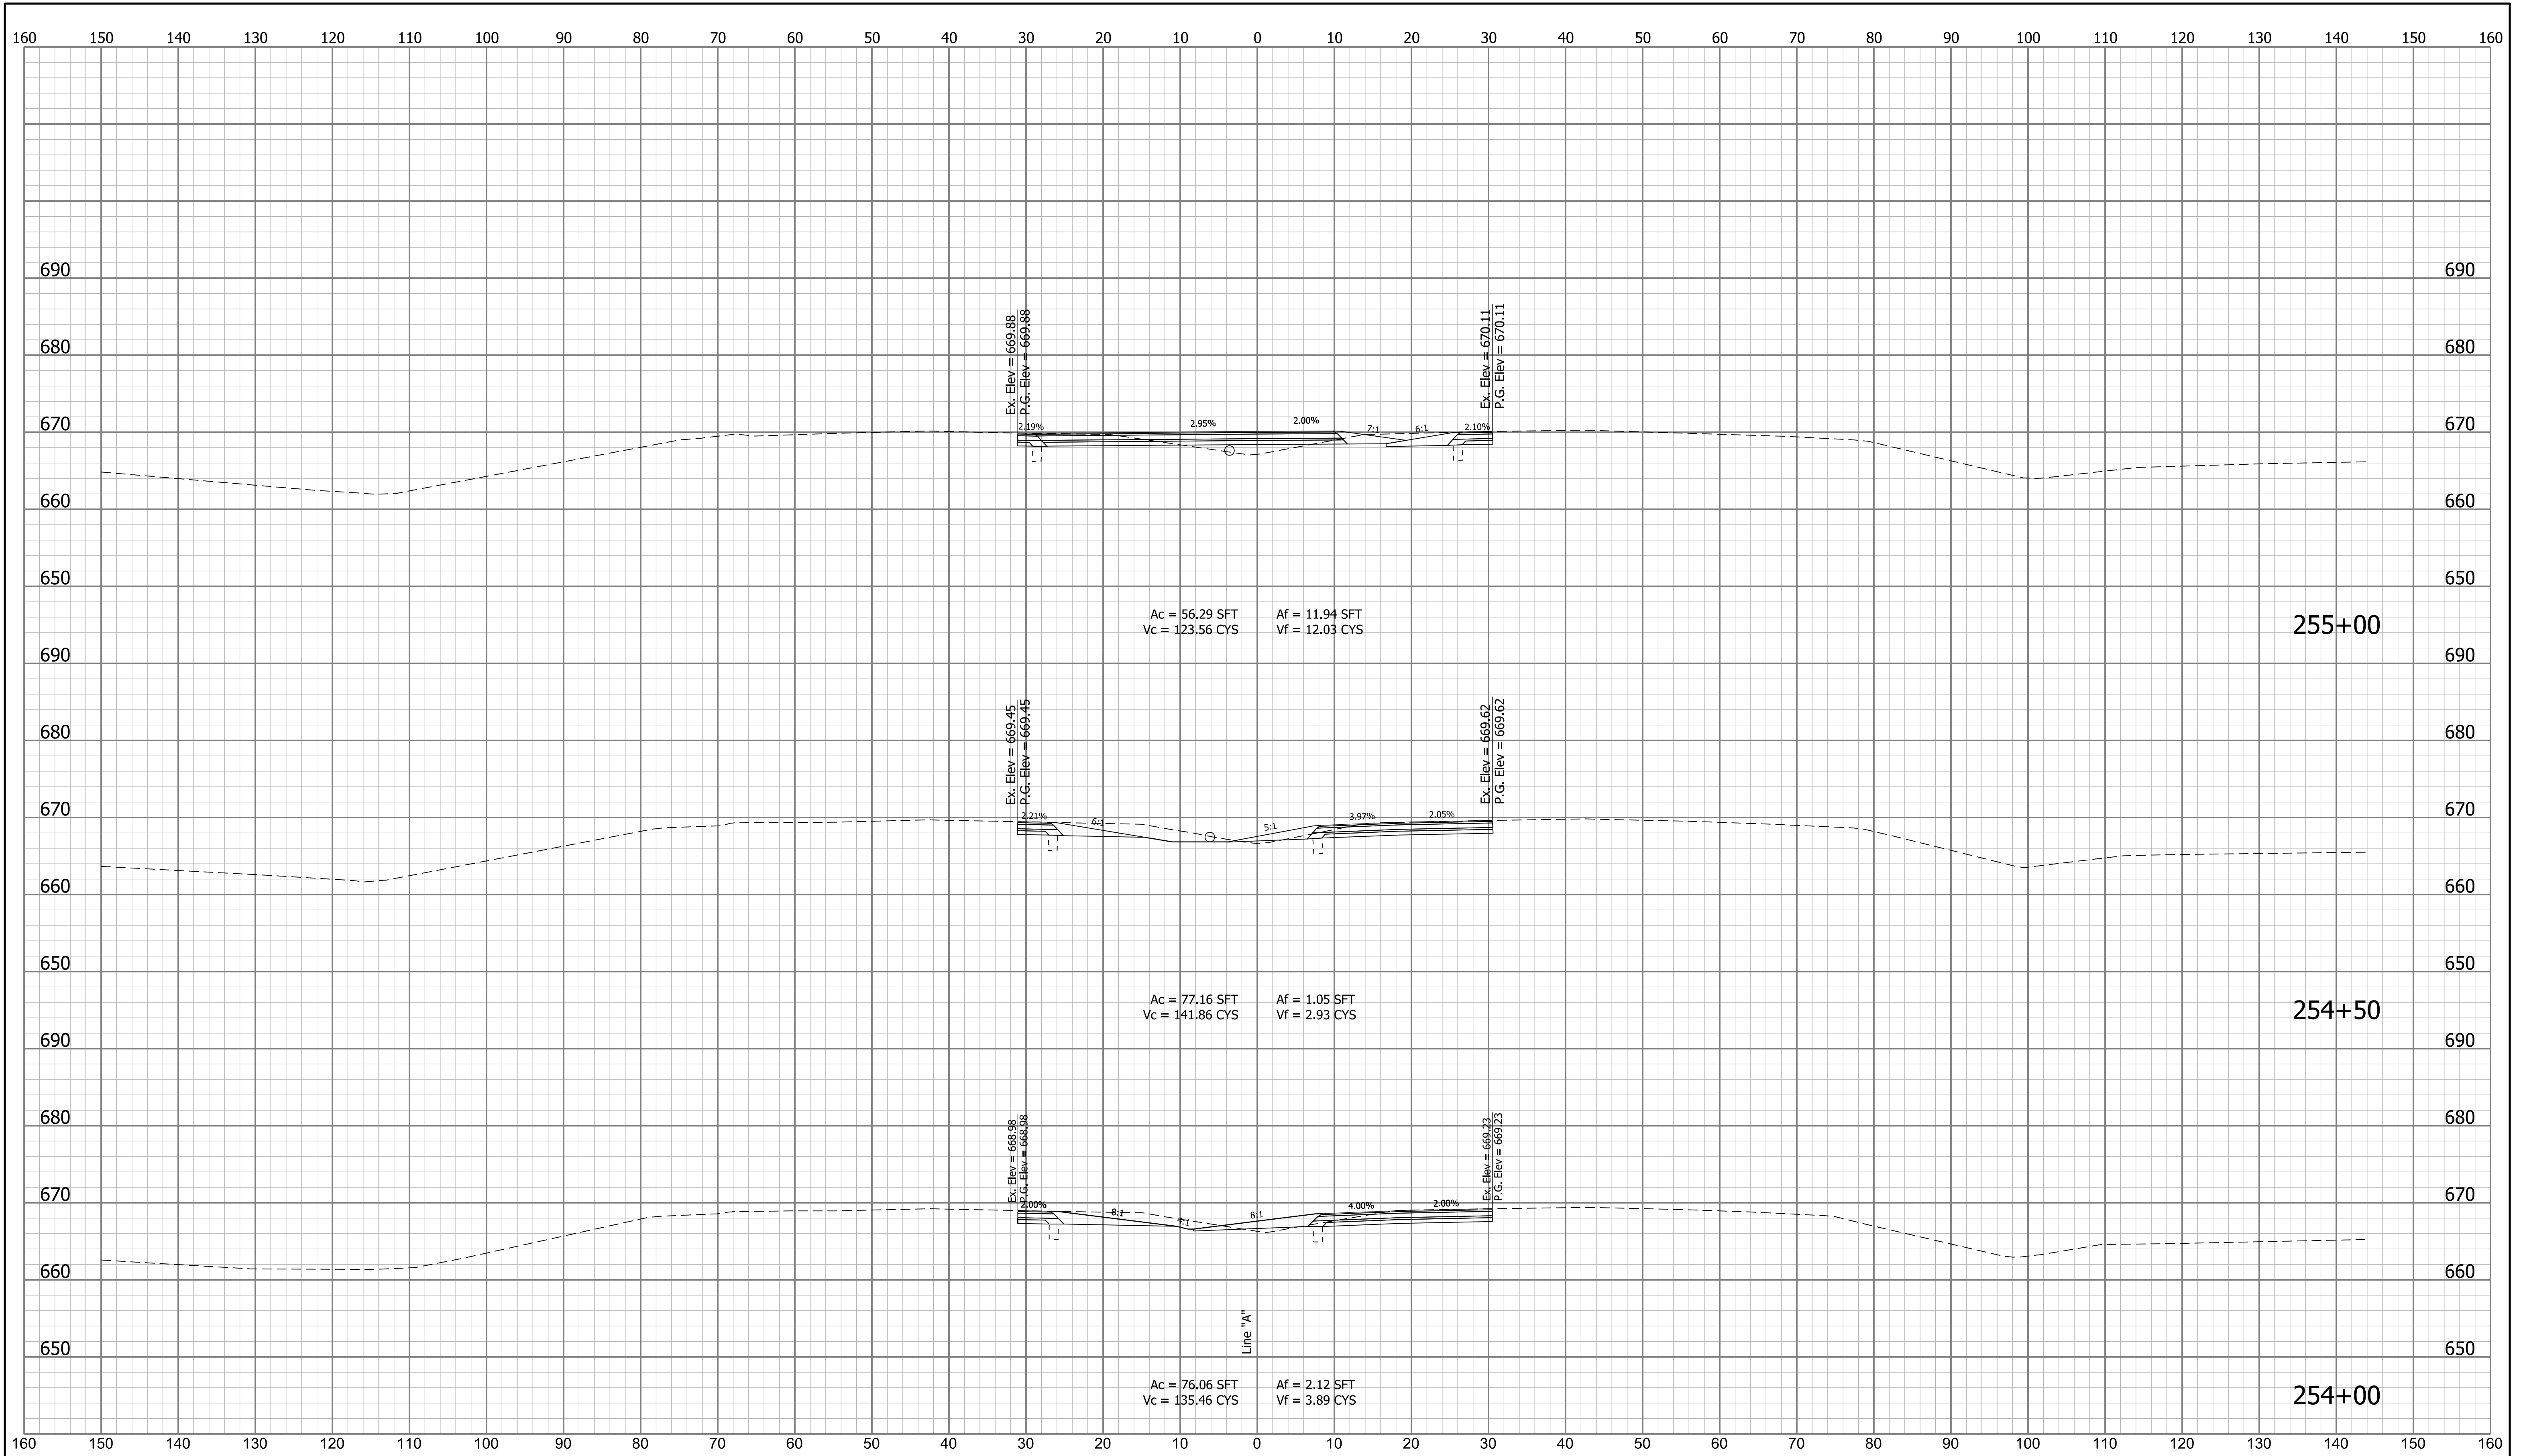 160 150 140 130 120 110 100 90 80 70 60 50 40 30 20 10 0 10 20 30 40 50 60 70 80 90 100 110 120 130 140 150 160
690 690
Ex. Elev = 669.88
P.G. Elev = 669.88
Ex. Elev = 670.11
P.G. Elev = 670.11
680 680
670 670
2.19% 2.95% 2.00% 7:1 6:1 2.10%
660 660
650 650
Ac = 56.29 SFT Af = 11.94 SFT
Vc = 123.56 CYS Vf = 12.03 CYS
255+00
690 690
Ex. Elev = 669.45
P.G. Elev = 669.45
Ex. Elev = 669.62
P.G. Elev = 669.62
680 680
670 670
2.21% 6:1 5:1 3.97% 2.05%
660 660
650 650
Ac = 77.16 SFT Af = 1.05 SFT
Vc = 141.86 CYS Vf = 2.93 CYS
254+50
690 690
Ex. Elev = 668.98
P.G. Elev = 668.98
Ex. Elev = 669.23
P.G. Elev = 669.23
680 680
670 670
2.00% 8:1 4:1 8:1 4.00% 2.00%
660 660
Line "A"
650 650
Ac = 76.06 SFT Af = 2.12 SFT
Vc = 135.46 CYS Vf = 3.89 CYS
254+00
160 150 140 130 120 110 100 90 80 70 60 50 40 30 20 10 0 10 20 30 40 50 60 70 80 90 100 110 120 130 140 150 160